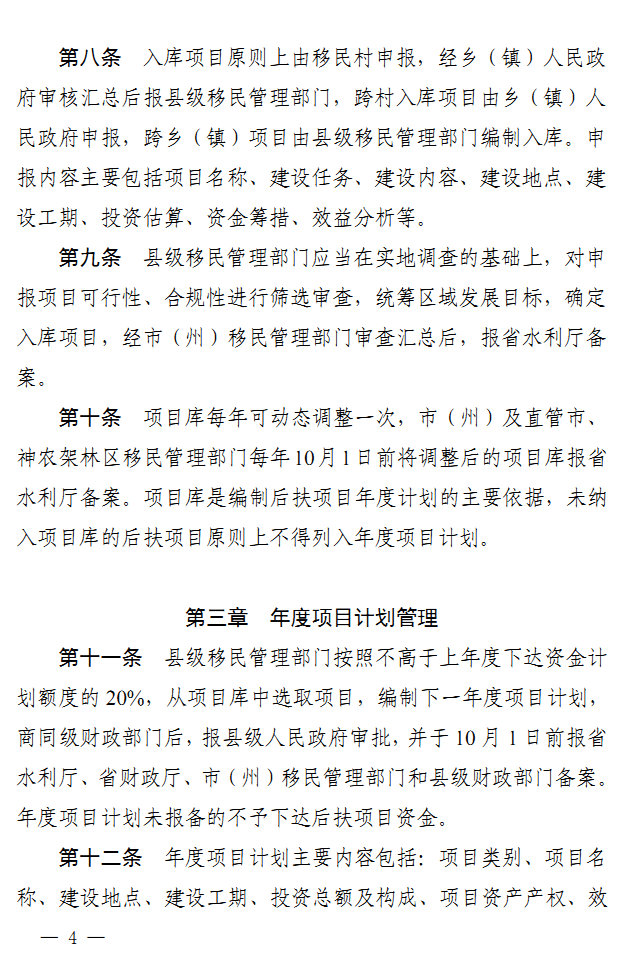 第八条　入库项目原则上由移民村申报，经乡（镇）人民政
府审核汇总后报县级移民管理部门，跨村入库项目由乡（镇）人
民政府申报，跨乡（镇）项目由县级移民管理部门编制入库。申
报内容主要包括项目名称、建设任务、建设内容、建设地点、建
设工期、投资估算、资金筹措、效益分析等。
第九条　县级移民管理部门应当在实地调查的基础上，对申
报项目可行性、合规性进行筛选审查，统筹区域发展目标，确定
入库项目，经市（州）移民管理部门审查汇总后，报省水利厅备
案。
第十条　项目库每年可动态调整一次，市（州）及直管市、
神农架林区移民管理部门每年 10 月 1 日前将调整后的项目库报省
水利厅备案。项目库是编制后扶项目年度计划的主要依据，未纳
入项目库的后扶项目原则上不得列入年度项目计划。
第三章　年度项目计划管理
第十一条　县级移民管理部门按照不高于上年度下达资金计
划额度的 20%，从项目库中选取项目，编制下一年度项目计划，
商同级财政部门后，报县级人民政府审批，并于 10 月 1 日前报省
水利厅、省财政厅、市（州）移民管理部门和县级财政部门备案。
年度项目计划未报备的不予下达后扶项目资金。
第十二条　年度项目计划主要内容包括：项目类别、项目名
称、建设地点、建设工期、投资总额及构成、项目资产产权、效
— 4 —